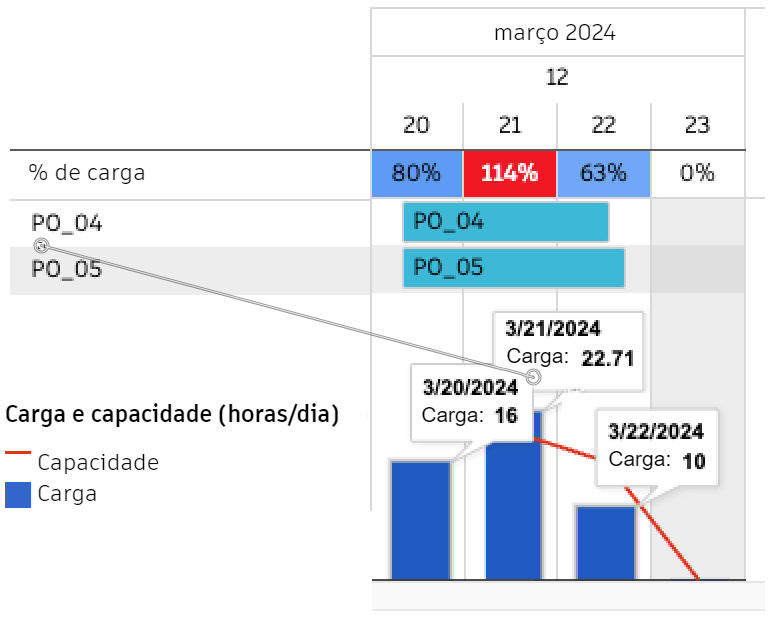 março 2024
12
20 21 22 23
% de carga 80% 114% 63% 0%
PO_04 PO_04
PO_05 PO_05
3/21/2024
Carga: 22.71
3/20/2024
Carga: 16
3/22/2024
Carga: 10
Carga e capacidade (horas/dia)
Capacidade
Carga